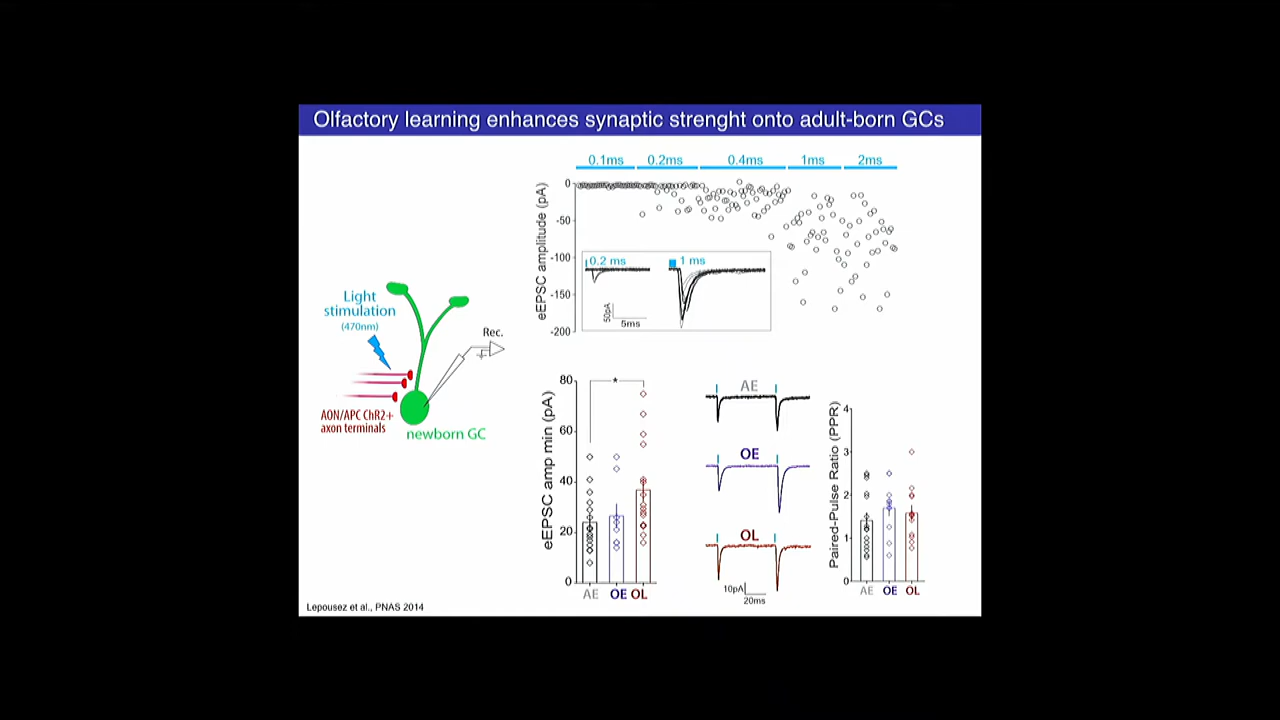 Olfactory learning enhances synaptic strenght onto adult-born GCs
0.1ms 0.2ms 0.4ms 1ms 2ms
eEPSC amplitude (pA)
0
-50
-100
-150
-200
0.2 ms
1 ms
50pA
5ms
Light
stimulation
(470nm)
Rec.
AON/APC ChR2+
axon terminals
newborn GC
eEPSC amp min (pA)
80
60
40
20
0
*
AE OE OL
AE
OE
OL
10pA
20ms
Paired-Pulse Ratio (PPR)
4
3
2
1
0
AE OE OL
Lepousez et al., PNAS 2014